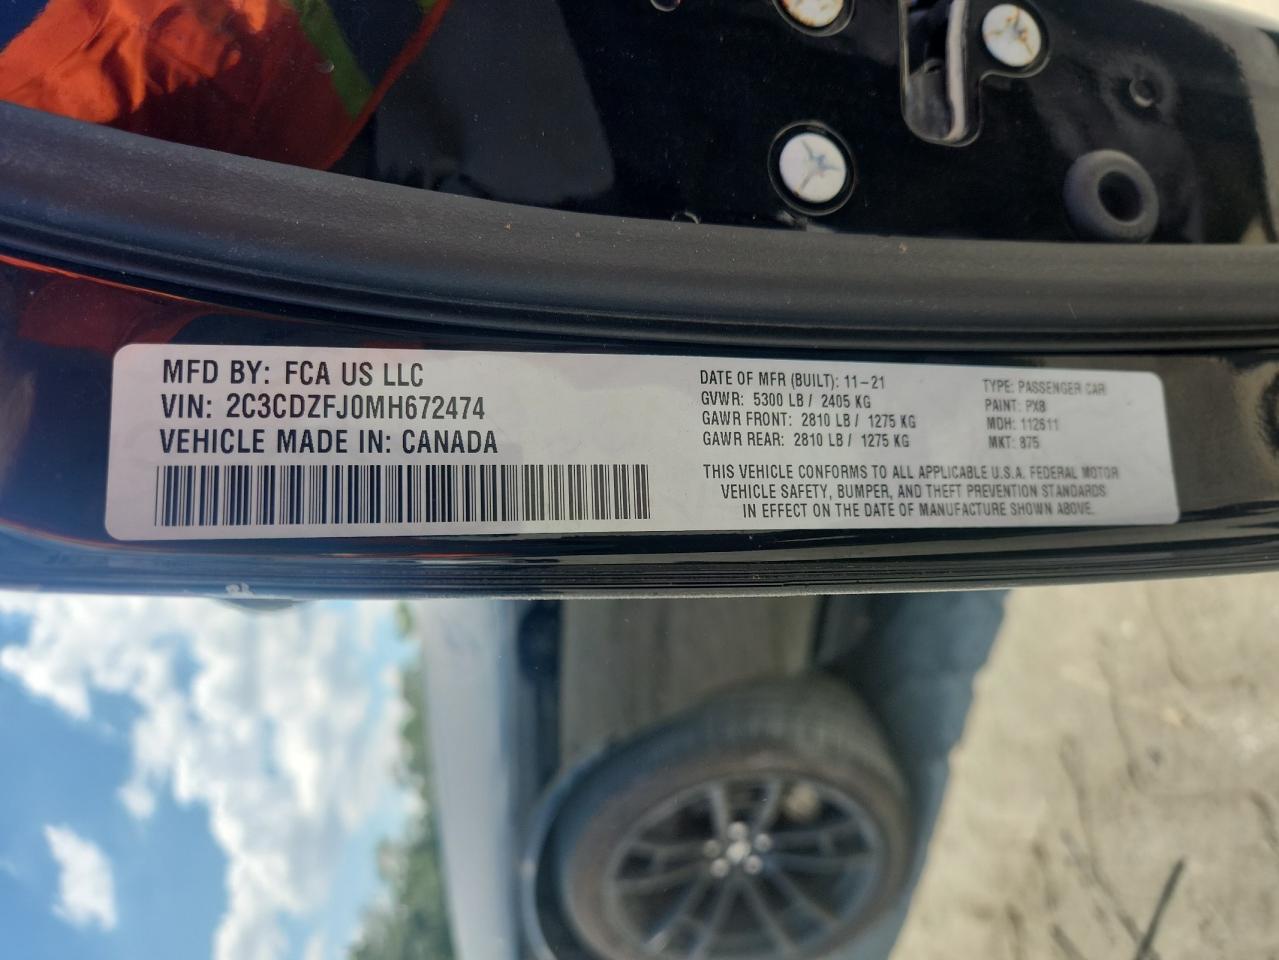 MFD BY: FCA US LLC
VIN: 2C3CDZFJ0MH672474
VEHICLE MADE IN: CANADA
DATE OF MFR (BUILT): 11-21
GVWR: 5300 LB / 2405 KG
GAWR FRONT: 2810 LB / 1275 KG
GAWR REAR: 2810 LB / 1275 KG
TYPE: PASSENGER CAR
PAINT: PX8
MDH: 112611
MKT: 875
THIS VEHICLE CONFORMS TO ALL APPLICABLE U.S.A. FEDERAL MOTOR
VEHICLE SAFETY, BUMPER, AND THEFT PREVENTION STANDARDS
IN EFFECT ON THE DATE OF MANUFACTURE SHOWN ABOVE.